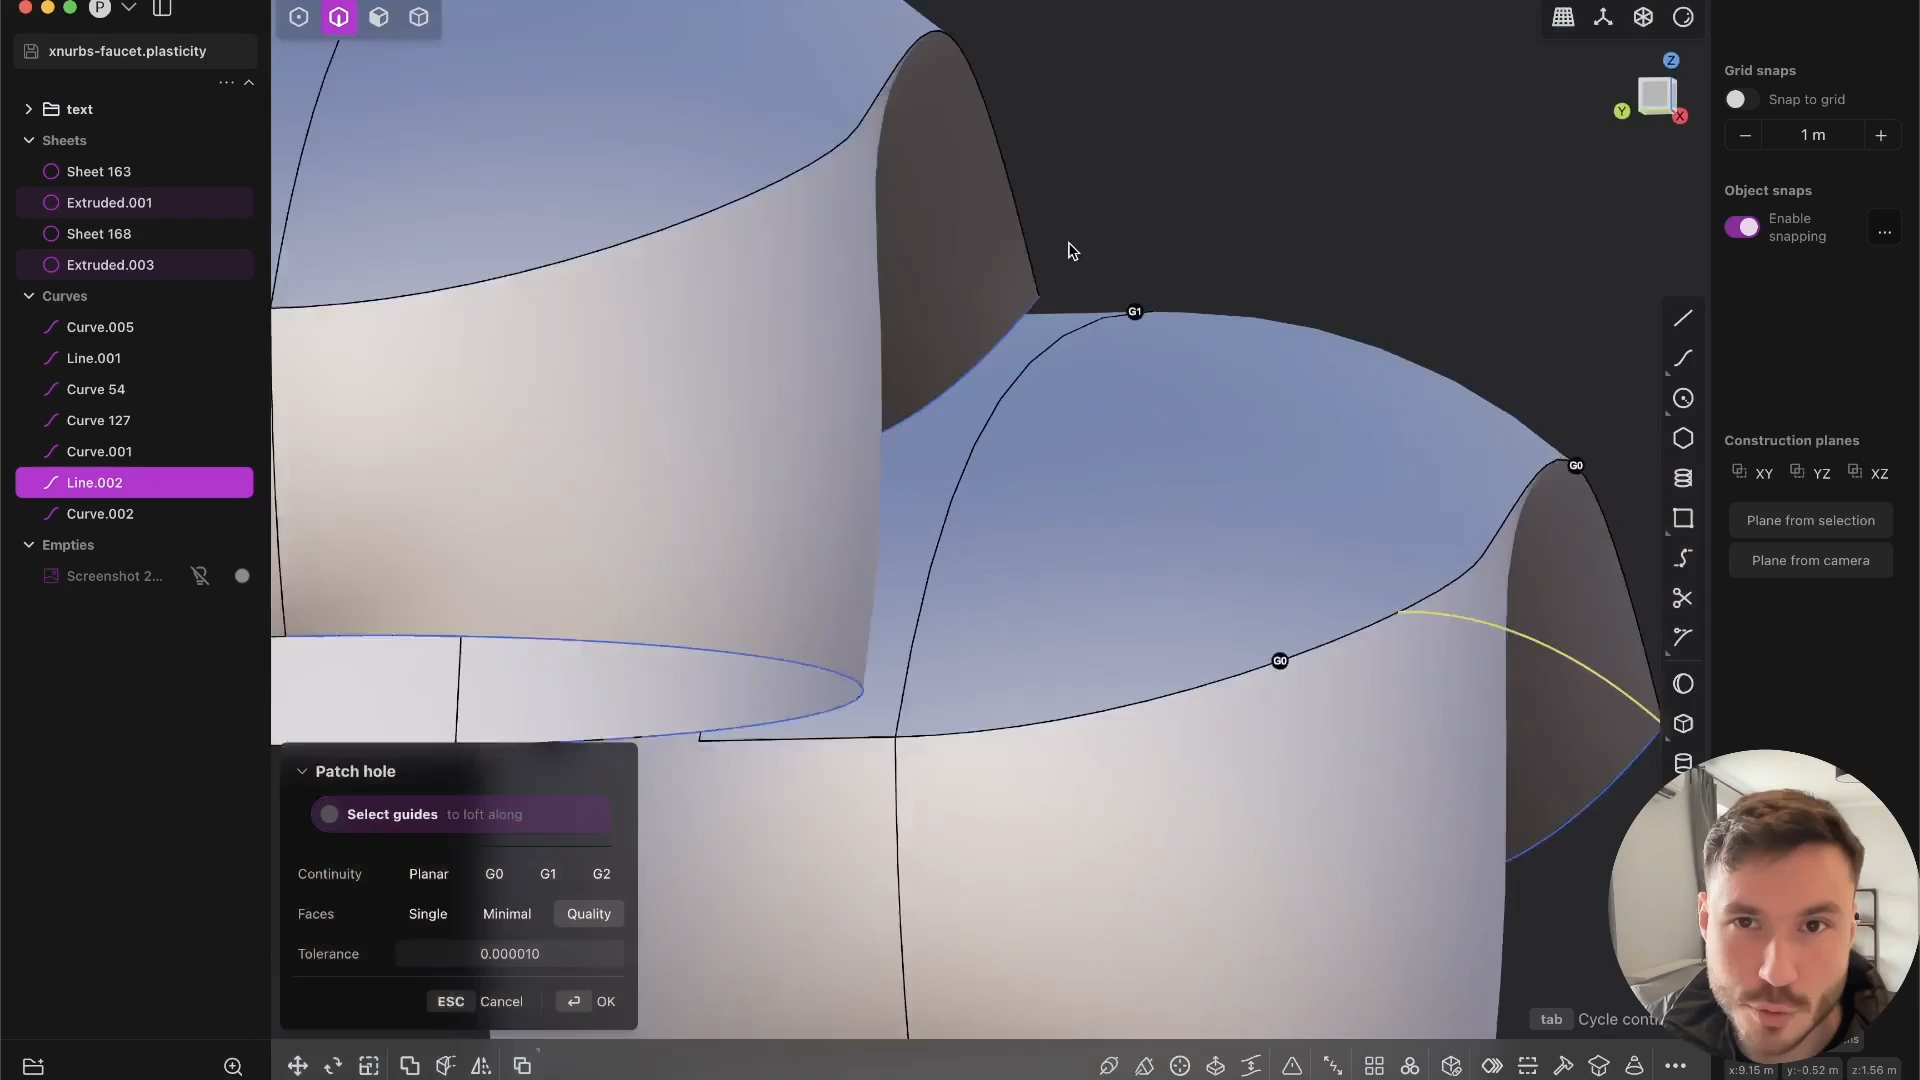 P
xnurbs-faucet.plasticity
text
Sheets
Sheet 163
Extruded.001
Sheet 168
Extruded.003
Curves
Curve.005
Line.001
Curve 54
Curve 127
Curve.001
Line.002
Curve.002
Empties
Screenshot 2...
G1
G0
G0
Patch hole
Select guides to loft along
Continuity Planar G0 G1 G2
Faces Single Minimal Quality
Tolerance 0.000010
ESC Cancel OK
Z
Y
X
Grid snaps
Snap to grid
1 m
Object snaps
Enable
snapping
...
Construction planes
XY YZ XZ
Plane from selection
Plane from camera
tab
x:9.15 m y:-0.52 m z:1.56 m